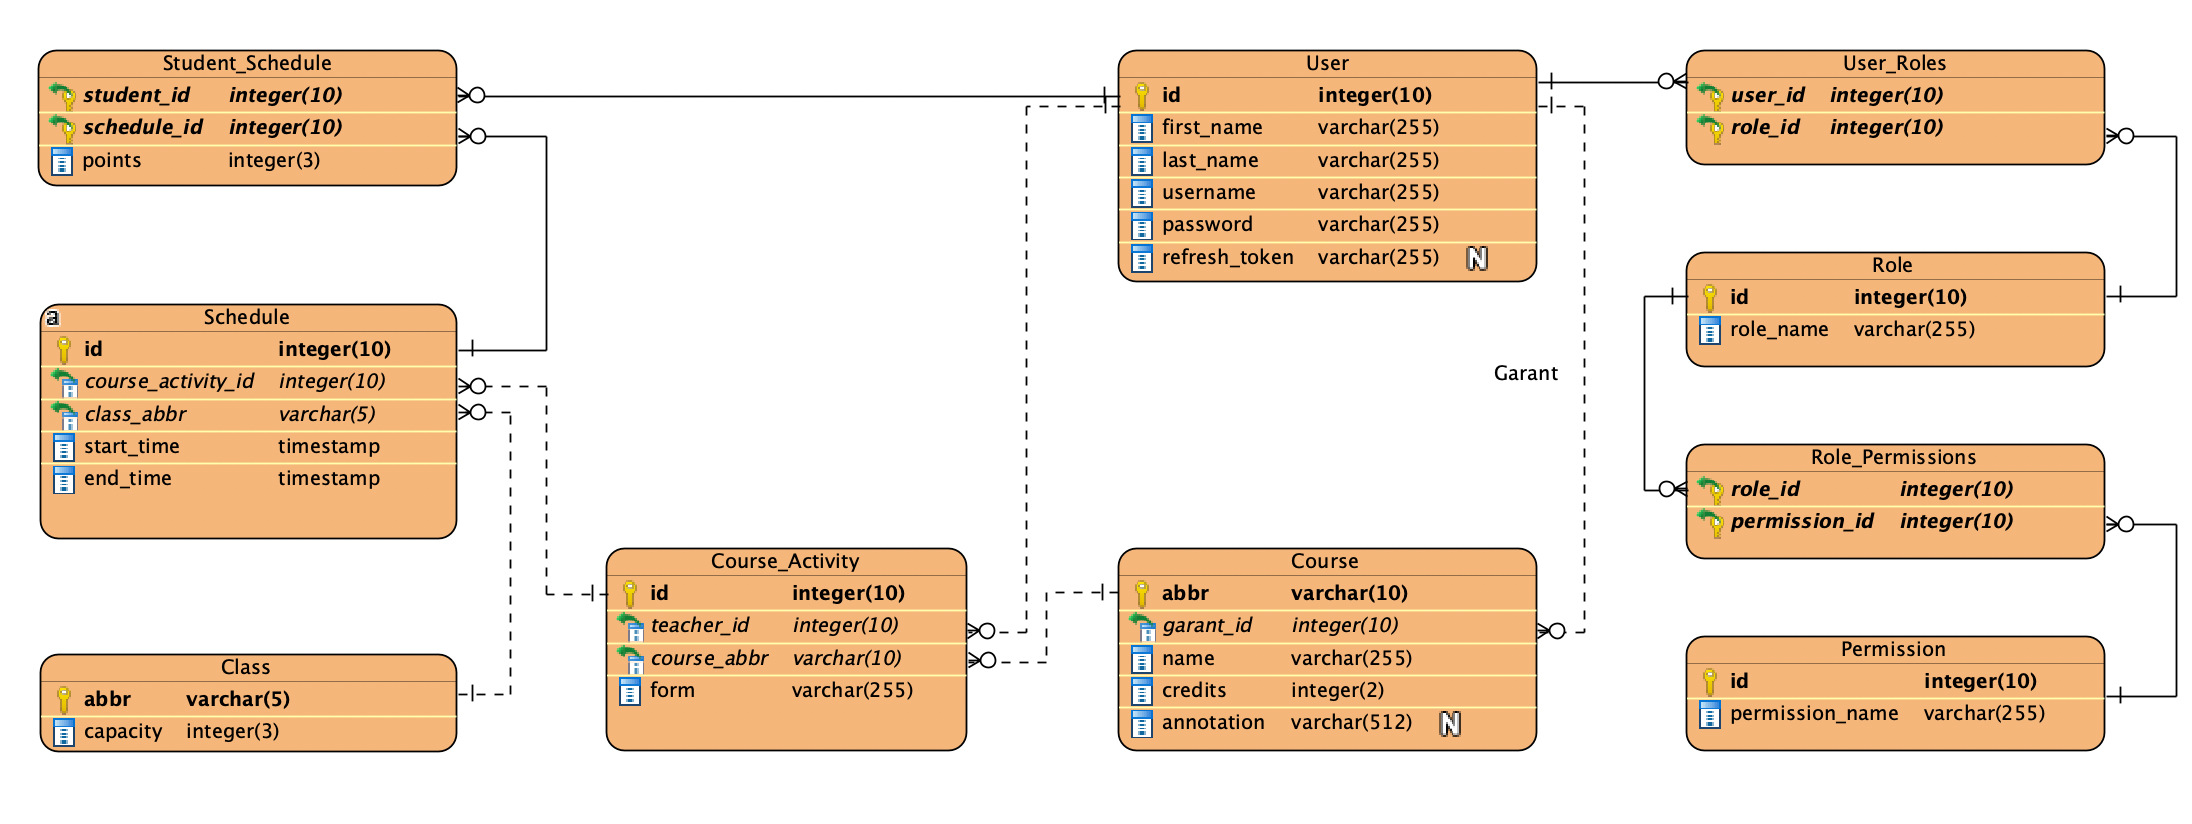 Student_Schedule
student_id integer(10)
schedule_id integer(10)
points integer(3)
User
id integer(10)
first_name varchar(255)
last_name varchar(255)
username varchar(255)
password varchar(255)
refresh_token varchar(255) N
User_Roles
user_id integer(10)
role_id integer(10)
Role
id integer(10)
role_name varchar(255)
a Schedule
id integer(10)
course_activity_id integer(10)
class_abbr varchar(5)
start_time timestamp
end_time timestamp
Garant
Role_Permissions
role_id integer(10)
permission_id integer(10)
Course_Activity
id integer(10)
teacher_id integer(10)
course_abbr varchar(10)
form varchar(255)
Course
abbr varchar(10)
garant_id integer(10)
name varchar(255)
credits integer(2)
annotation varchar(512) N
Class
abbr varchar(5)
capacity integer(3)
Permission
id integer(10)
permission_name varchar(255)